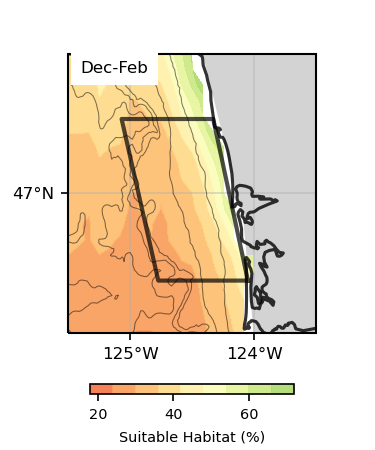 Dec-Feb
47°N
125°W 124°W
20 40 60
Suitable Habitat (%)